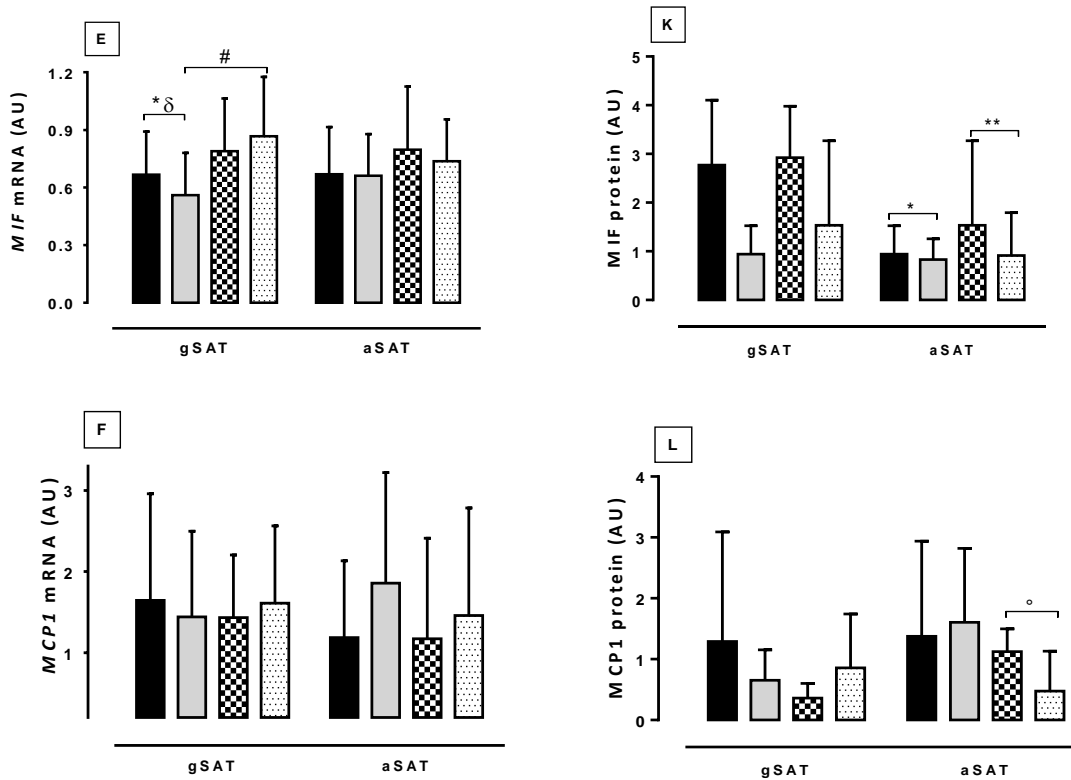 E
MIF mRNA (AU)
1.2
0.9
0.6
0.3
0.0
* δ
#
gSAT
aSAT
K
MIF protein (AU)
5
4
3
2
1
0
*
**
gSAT
aSAT
F
MCP1 mRNA (AU)
3
2
1
gSAT
aSAT
L
MCP1 protein (AU)
4
3
2
1
0
°
gSAT
aSAT